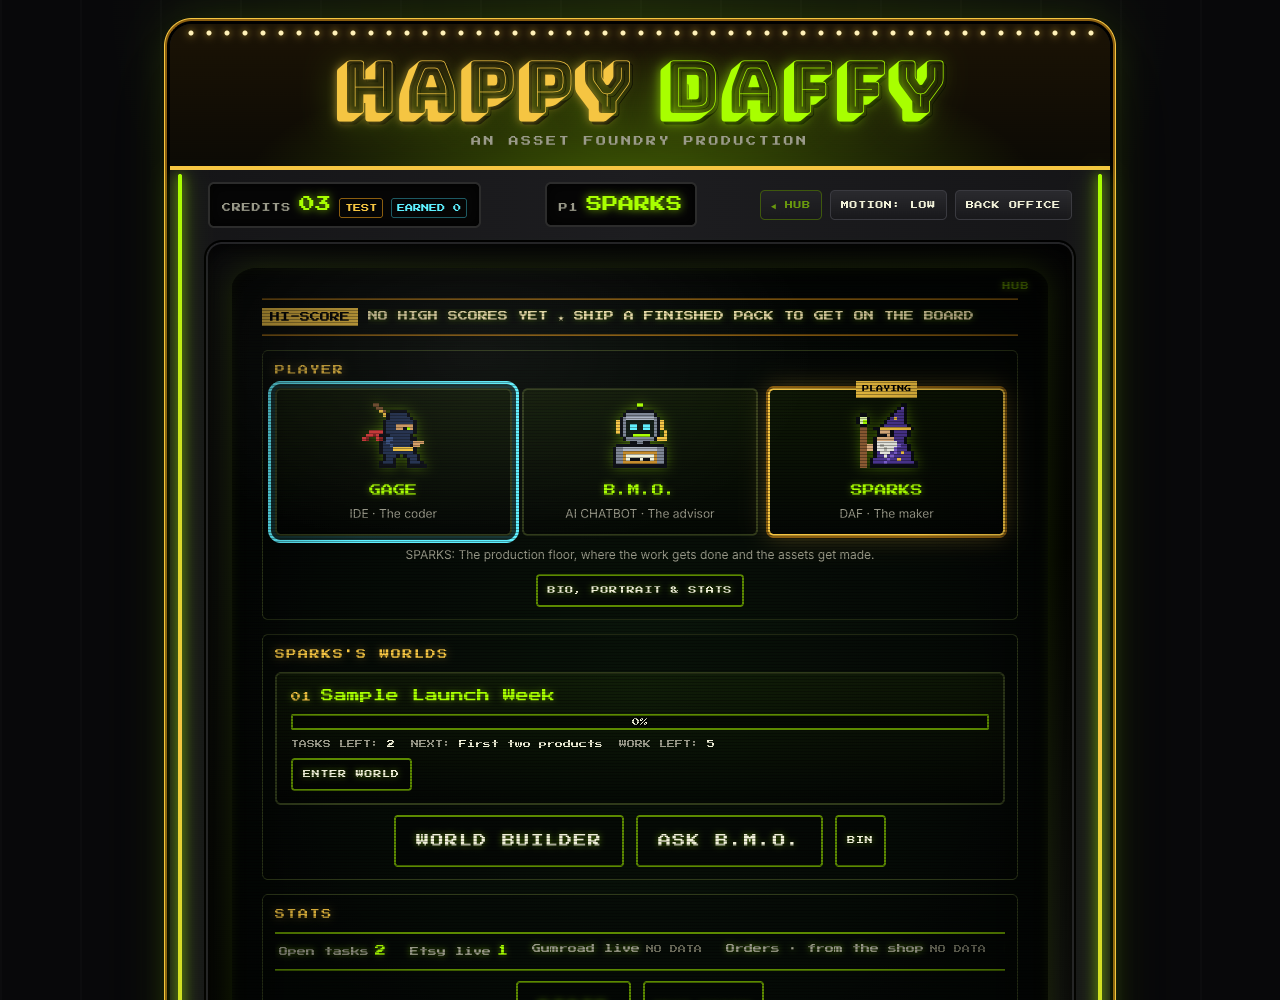 HAPPY DAFFY
AN ASSET FOUNDRY PRODUCTION
CREDITS 03 TEST EARNED 0 P1 SPARKS ◂ HUB MOTION: LOW BACK OFFICE
HUB
HI-SCORE NO HIGH SCORES YET . SHIP A FINISHED PACK TO GET ON THE BOARD
PLAYER
PLAYING
GAGE B.M.O. SPARKS
IDE · The coder AI CHATBOT · The advisor DAF · The maker
SPARKS: The production floor, where the work gets done and the assets get made.
BIO, PORTRAIT & STATS
SPARKS'S WORLDS
01 Sample Launch Week
0%
TASKS LEFT: 2 NEXT: First two products WORK LEFT: 5
ENTER WORLD
WORLD BUILDER ASK B.M.O. BIN
STATS
Open tasks 2 Etsy live 1 Gumroad live NO DATA Orders · from the shop NO DATA